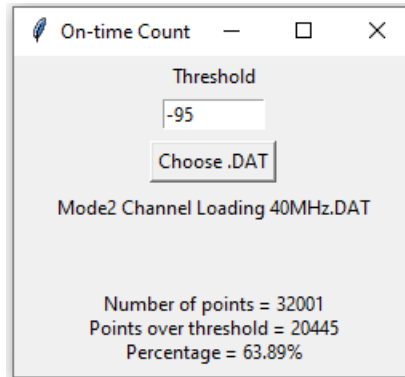 On-time Count
Threshold
-95
Choose .DAT
Mode2 Channel Loading 40MHz.DAT
Number of points = 32001
Points over threshold = 20445
Percentage = 63.89%